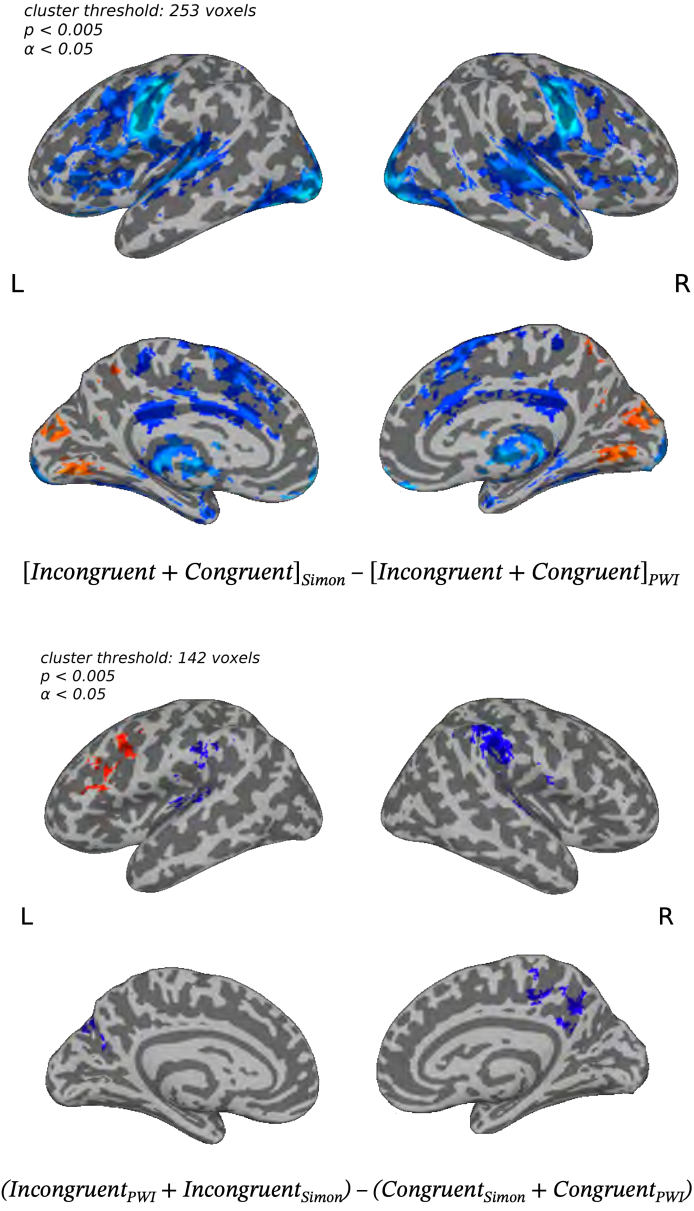 cluster threshold: 253 voxels
p < 0.005
α < 0.05
L R
[Incongruent + Congruent]Simon – [Incongruent + Congruent]PWI
cluster threshold: 142 voxels
p < 0.005
α < 0.05
L R
(IncongruentPWI + IncongruentSimon) – (CongruentSimon + CongruentPWI)